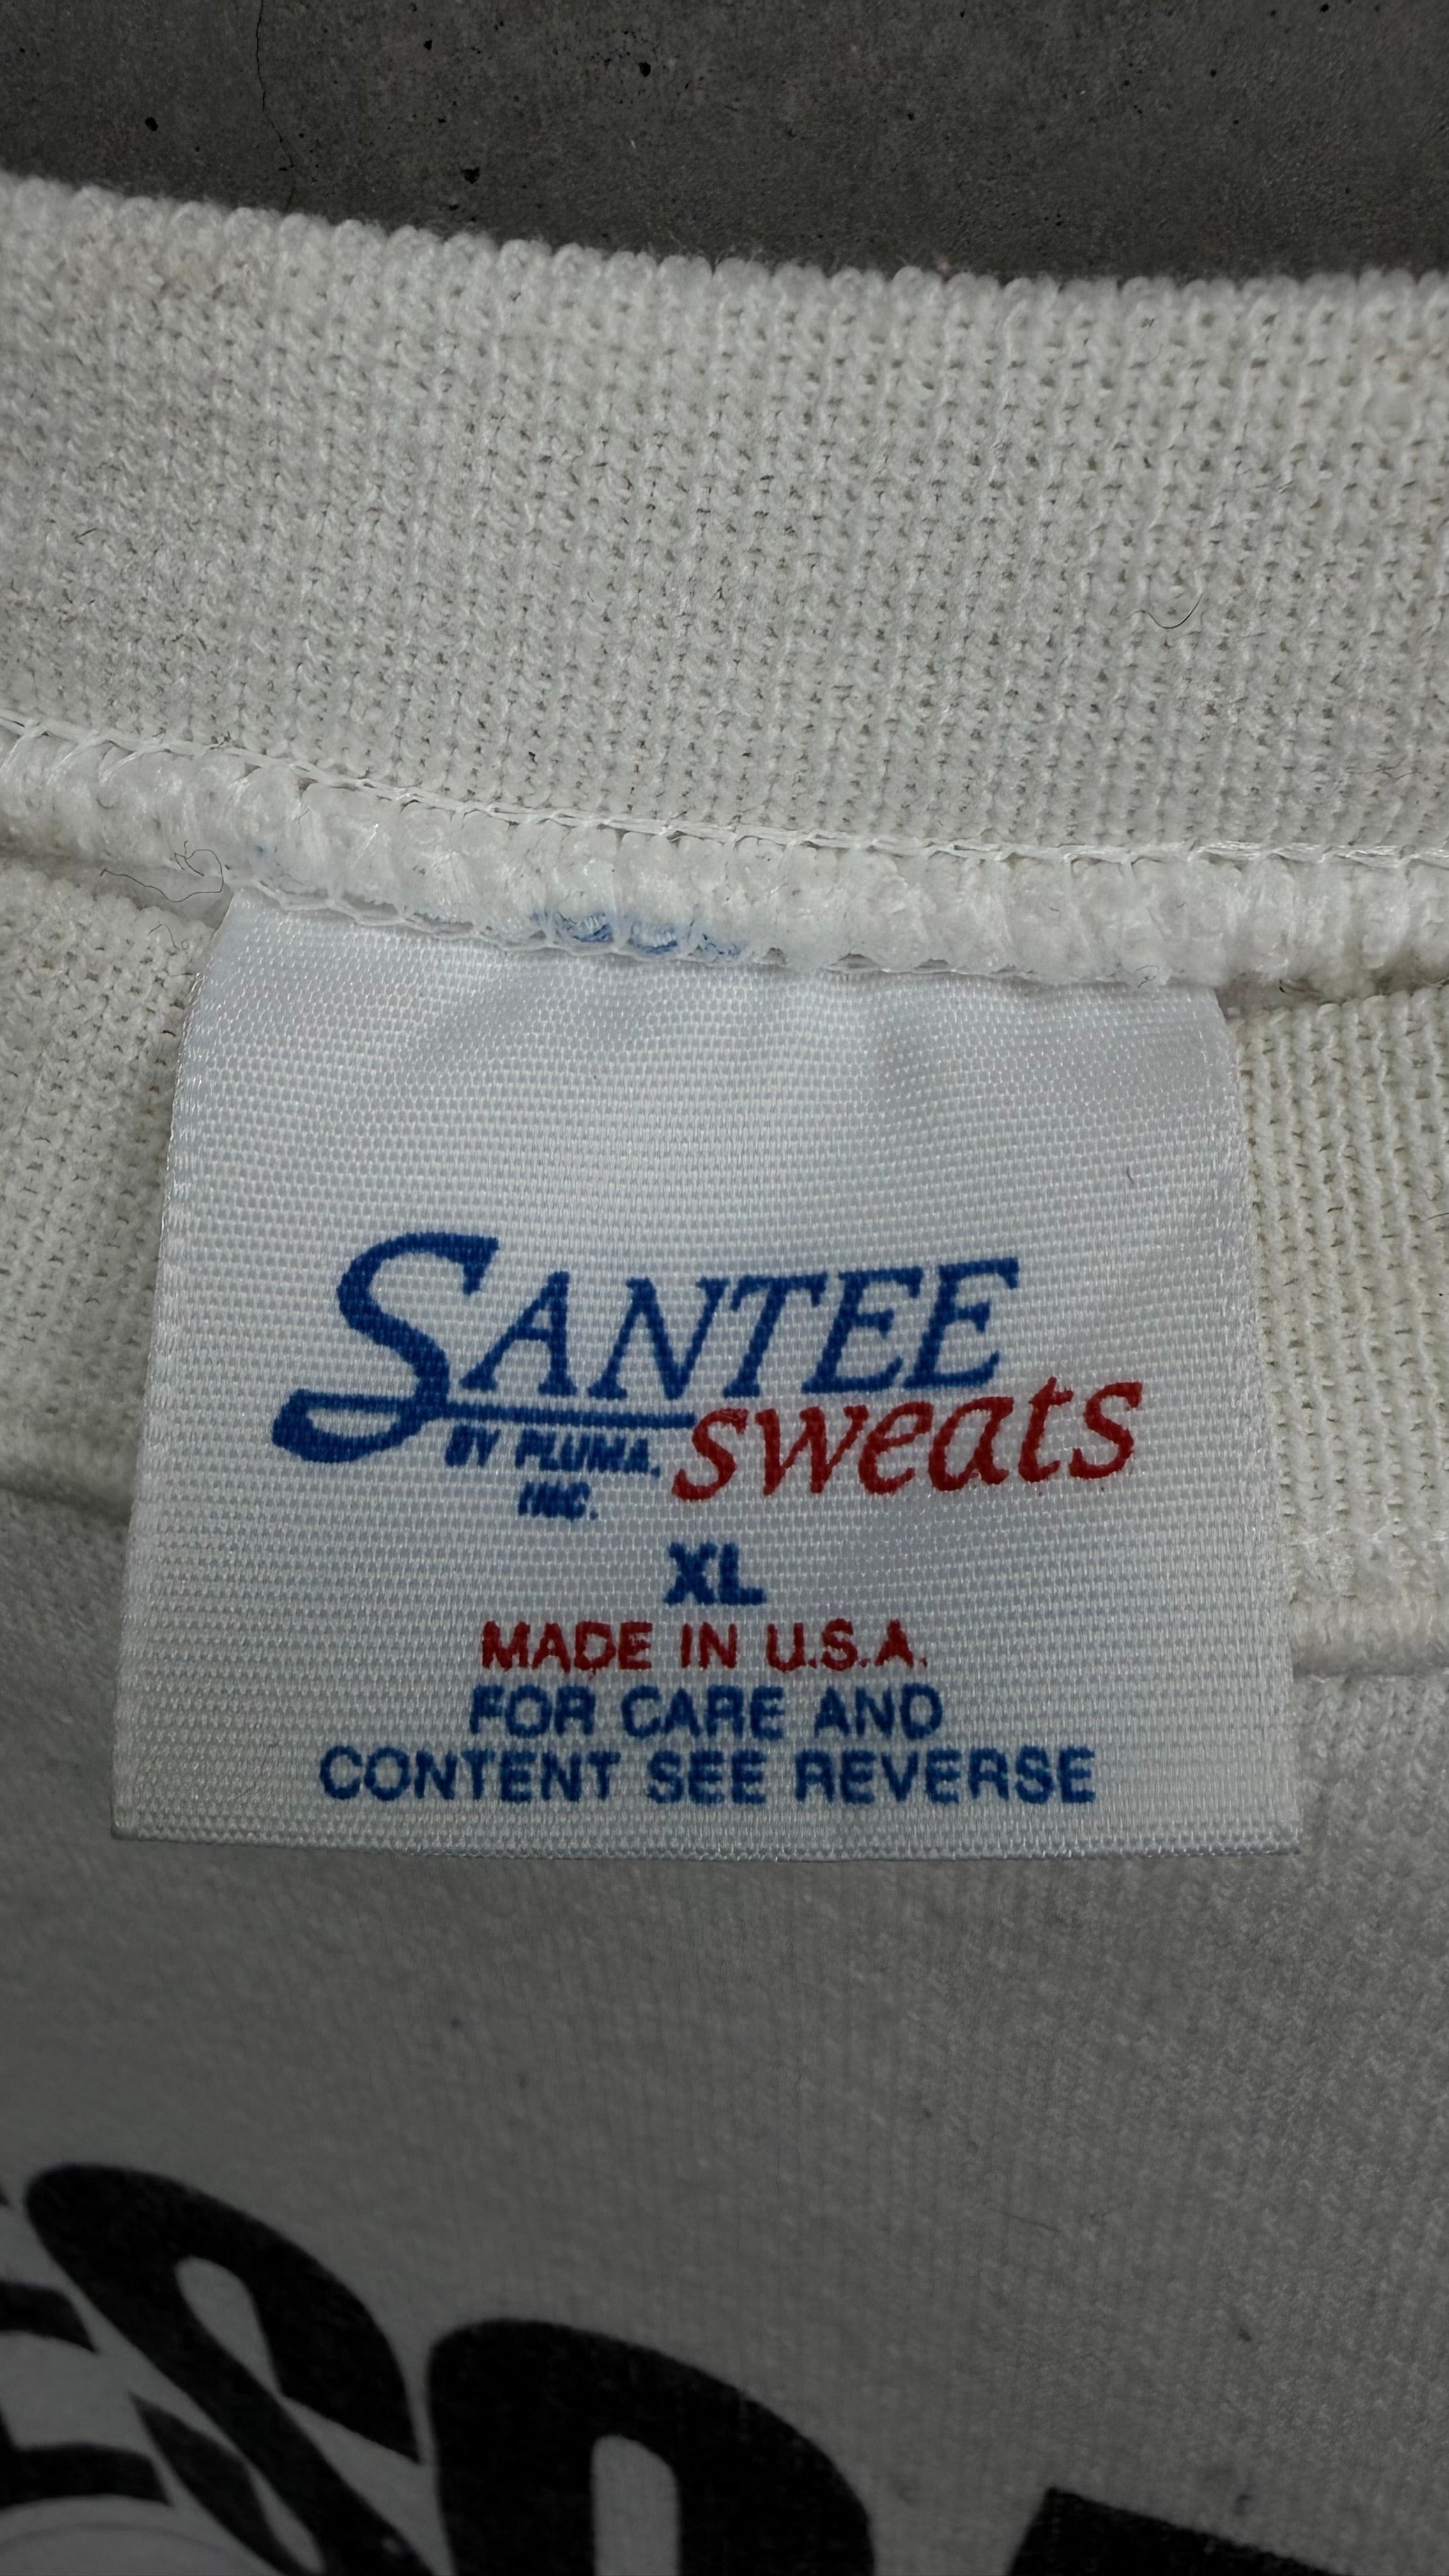 SANTEE
sweats
BY PLUMA,
INC.
XL
MADE IN U.S.A.
FOR CARE AND
CONTENT SEE REVERSE